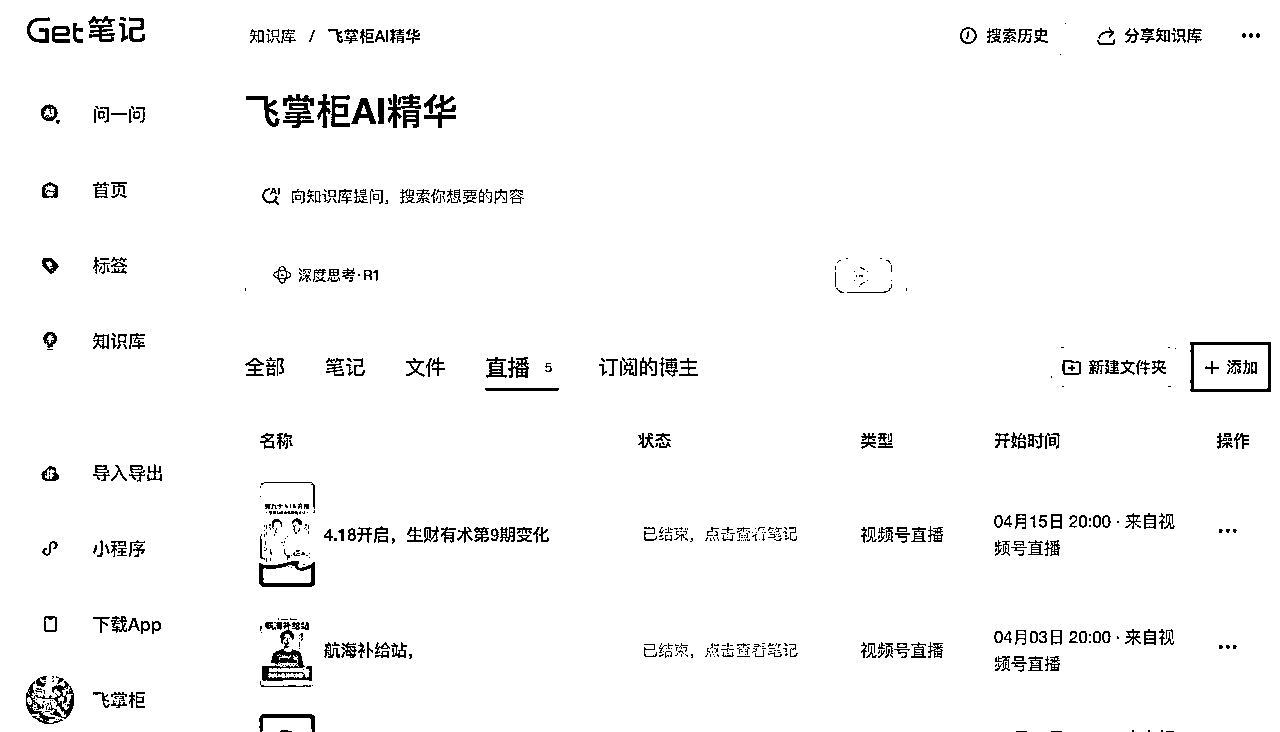 Get笔记
知识库 / 飞掌柜AI精华
搜索历史
分享知识库
问一问
首页
标签
知识库
导入导出
小程序
下载App
飞掌柜
飞掌柜AI精华
向知识库提问，搜索你想要的内容
深度思考·R1
全部 笔记 文件 直播 5 订阅的博主
新建文件夹
+ 添加
名称 状态 类型 开始时间 操作
4.18开启，生财有术第9期变化 已结束，点击查看笔记 视频号直播 04月15日 20:00 · 来自视
频号直播
航海补给站
航海补给站， 已结束，点击查看笔记 视频号直播 04月03日 20:00 · 来自视
频号直播